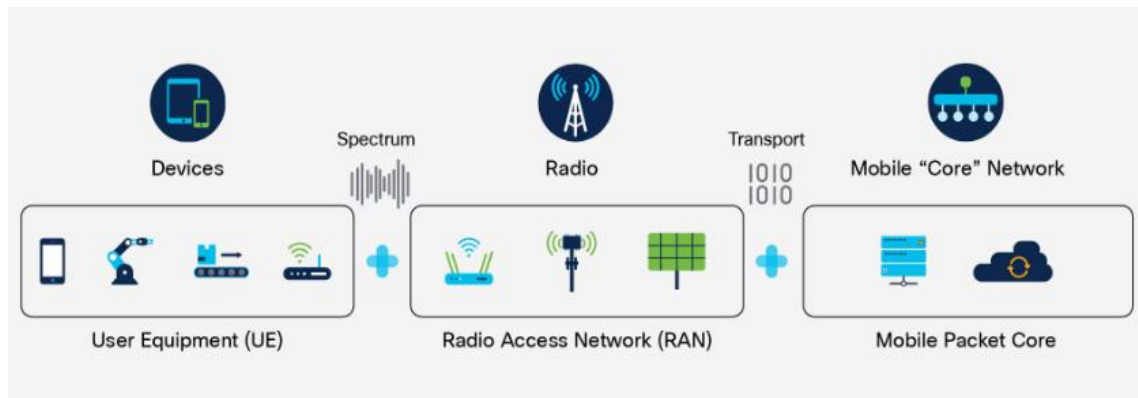 Spectrum
Transport
Devices
Radio
Mobile "Core" Network
1010
1010
User Equipment (UE)
Radio Access Network (RAN)
Mobile Packet Core